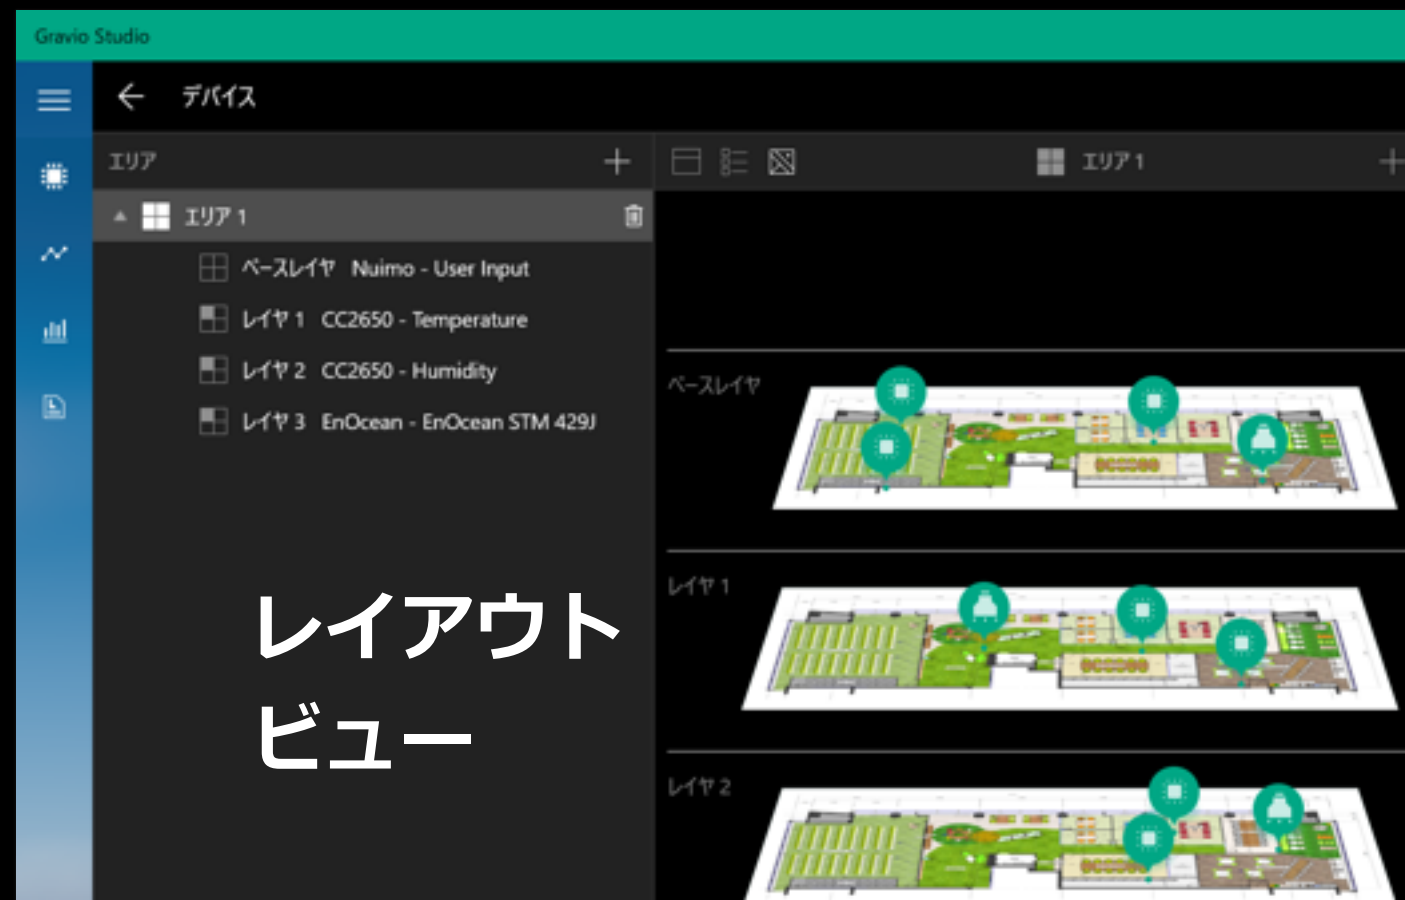 Gravio Studio
デバイス
エリア
エリア 1
エリア 1
ベースレイヤ Nuimo - User Input
レイヤ 1 CC2650 - Temperature
レイヤ 2 CC2650 - Humidity
レイヤ 3 EnOcean - EnOcean STM 429J
レイアウト
ビュー
ベースレイヤ
レイヤ 1
レイヤ 2